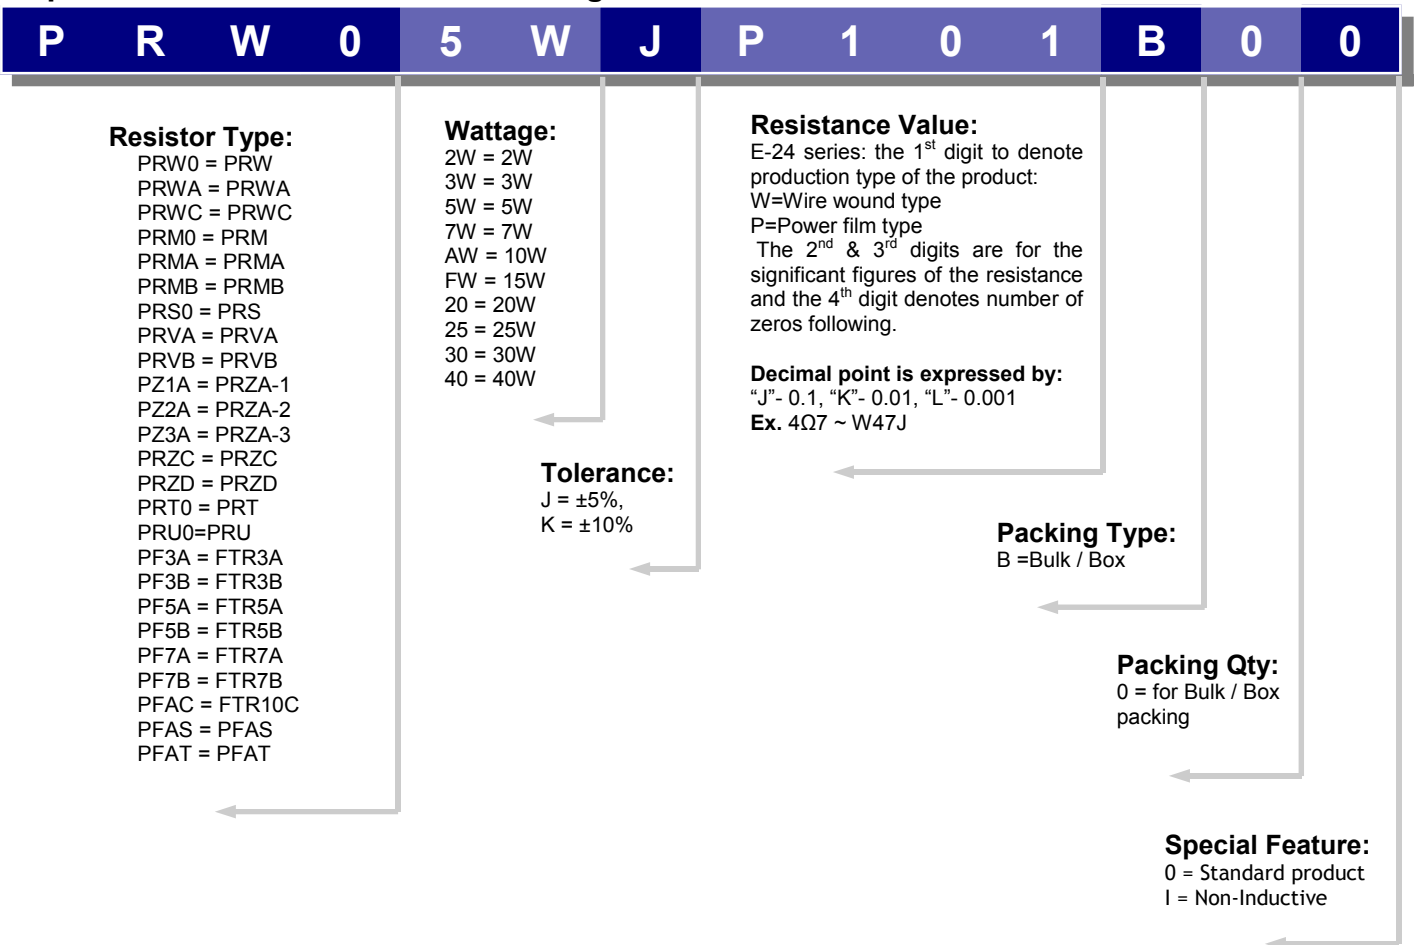 P R W 0 5 W J P 1 0 1 B 0 0
Resistor Type:
PRW0 = PRW
PRWA = PRWA
PRWC = PRWC
PRM0 = PRM
PRMA = PRMA
PRMB = PRMB
PRS0 = PRS
PRVA = PRVA
PRVB = PRVB
PZ1A = PRZA-1
PZ2A = PRZA-2
PZ3A = PRZA-3
PRZC = PRZC
PRZD = PRZD
PRT0 = PRT
PRU0=PRU
PF3A = FTR3A
PF3B = FTR3B
PF5A = FTR5A
PF5B = FTR5B
PF7A = FTR7A
PF7B = FTR7B
PFAC = FTR10C
PFAS = PFAS
PFAT = PFAT
Wattage:
2W = 2W
3W = 3W
5W = 5W
7W = 7W
AW = 10W
FW = 15W
20 = 20W
25 = 25W
30 = 30W
40 = 40W
Tolerance:
J = ±5%,
K = ±10%
Resistance Value:
E-24 series: the 1st digit to denote
production type of the product:
W=Wire wound type
P=Power film type
The 2nd & 3rd digits are for the
significant figures of the resistance
and the 4th digit denotes number of
zeros following.
Decimal point is expressed by:
“J”- 0.1, “K”- 0.01, “L”- 0.001
Ex. 4Ω7 ~ W47J
Packing Type:
B =Bulk / Box
Packing Qty:
0 = for Bulk / Box
packing
Special Feature:
0 = Standard product
I = Non-Inductive